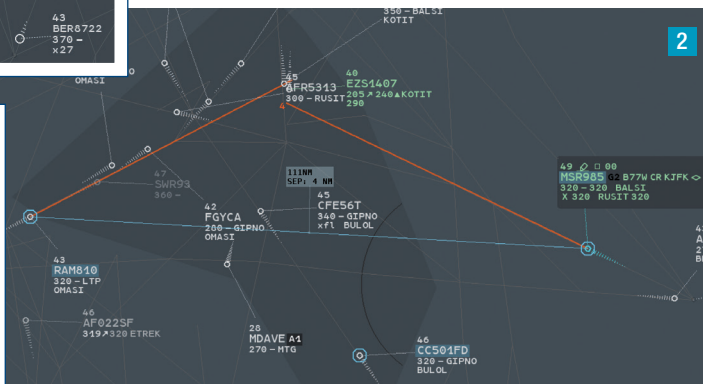 43
BER8722
370 –
x27
350 – BALSI
KOTIT
2
OMASI
45
AFR5313
300 – RUSIT
40
EZS1407
205↗240▲KOTIT
290
4
47
SWR93
360 –
111NM
SEP: 4 NM
49 00
MSR985 G2 B77W CR KJFK
320 – 320 BALSI
X 320 RUSIT 320
42
FGYCA
280 – GIPNO
OMASI
45
CFE56T
340 – GIPNO
xfl BULOL
43
RAM810
320 – LTP
OMASI
46
AF022SF
319↗320 ETREK
28
MDAVE A1
270 – MTG
46
CC501FD
320 – GIPNO
BULOL